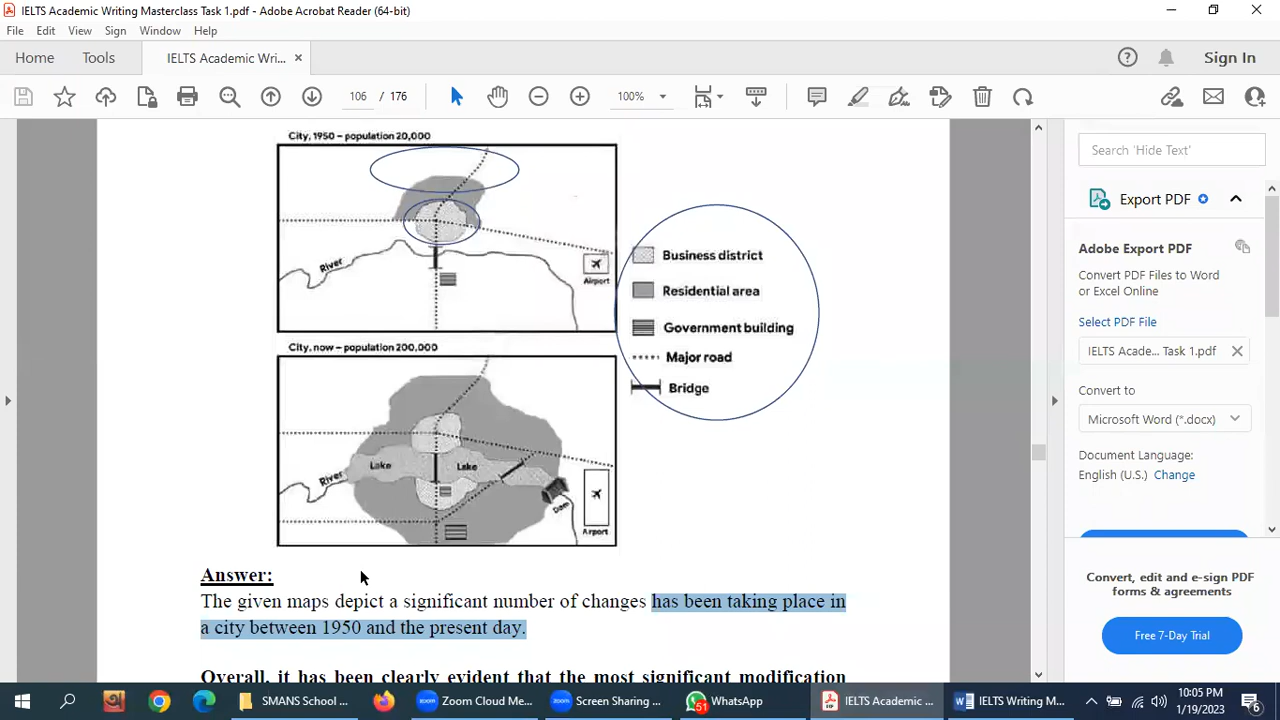 IELTS Academic Writing Masterclass Task 1.pdf - Adobe Acrobat Reader (64-bit)
File Edit View Sign Window Help
Home Tools IELTS Academic Wri... × Sign In
106 / 176 100%
City, 1950 – population 20,000
River
Airport
Business district
Residential area
Government building
Major road
Bridge
City, now – population 200,000
Lake Lake
River
Dam
Airport
Answer:
The given maps depict a significant number of changes has been taking place in
a city between 1950 and the present day.
Overall, it has been clearly evident that the most significant modification
Search 'Hide Text'
Export PDF
Adobe Export PDF
Convert PDF Files to Word
or Excel Online
Select PDF File
IELTS Acade... Task 1.pdf
Convert to
Microsoft Word (*.docx)
Document Language:
English (U.S.) Change
Convert, edit and e-sign PDF
forms & agreements
Free 7-Day Trial
SMANS School ... Zoom Cloud Me... Screen Sharing ... 51 WhatsApp IELTS Academic ... IELTS Writing M...
10:05 PM
1/19/2023
6